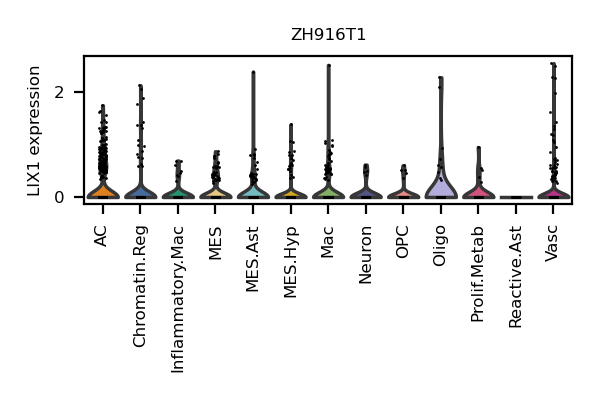 ZH916T1
LIX1 expression
2
0
AC
Chromatin.Reg
Inflammatory.Mac
MES
MES.Ast
MES.Hyp
Mac
Neuron
OPC
Oligo
Prolif.Metab
Reactive.Ast
Vasc